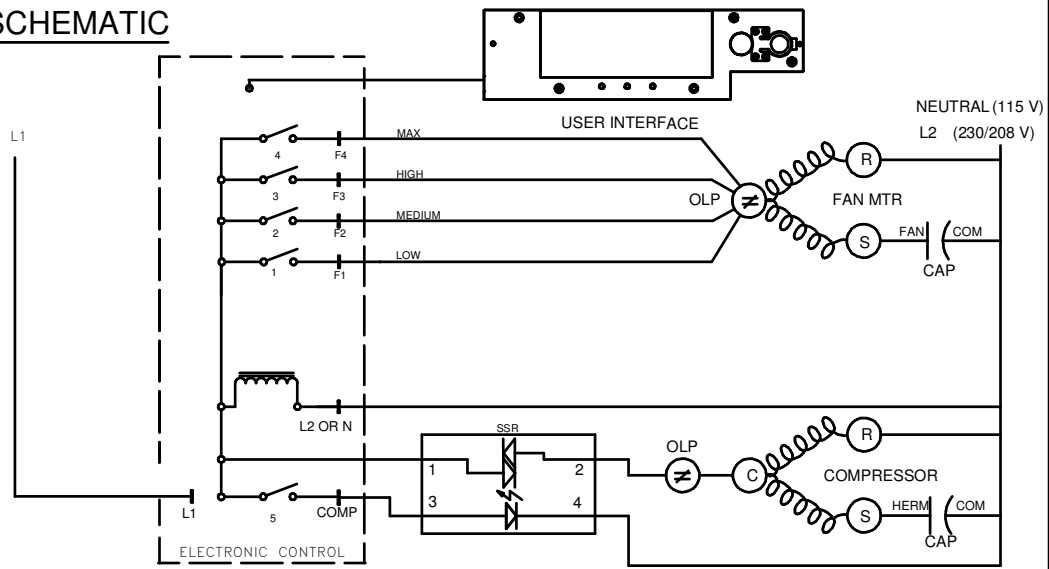 SCHEMATIC
L1
USER INTERFACE
NEUTRAL (115 V)
L2 (230/208 V)
MAX
4
F4
HIGH
3
F3
MEDIUM
2
F2
LOW
1
F1
OLP
R
FAN MTR
S
FAN
COM
CAP
L2 OR N
SSR
1
2
3
4
OLP
C
R
COMPRESSOR
S
HERM
COM
CAP
L1
5
COMP
ELECTRONIC CONTROL